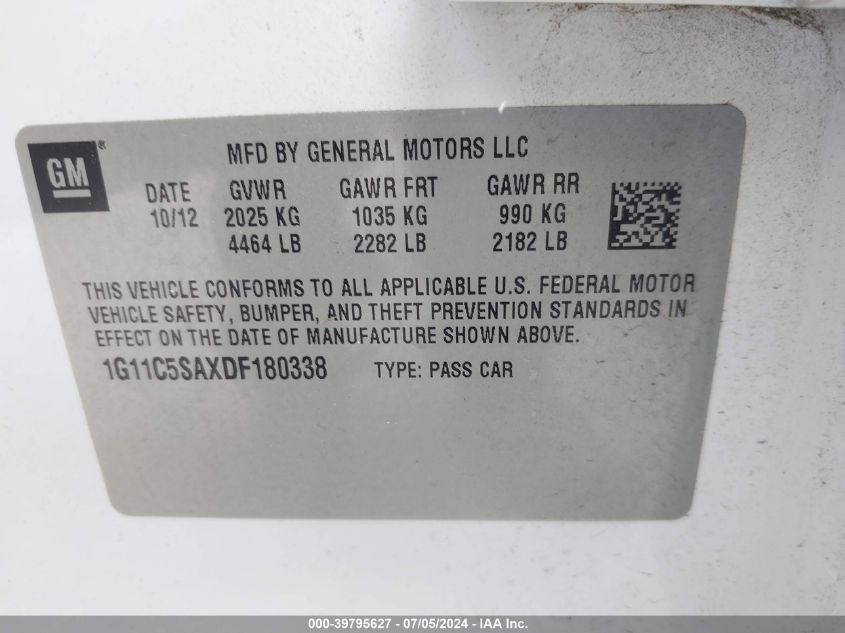 GM®
MFD BY GENERAL MOTORS LLC
DATE GVWR GAWR FRT GAWR RR
10/12 2025 KG 1035 KG 990 KG
4464 LB 2282 LB 2182 LB
THIS VEHICLE CONFORMS TO ALL APPLICABLE U.S. FEDERAL MOTOR
VEHICLE SAFETY, BUMPER, AND THEFT PREVENTION STANDARDS IN
EFFECT ON THE DATE OF MANUFACTURE SHOWN ABOVE.
1G11C5SAXDF180338 TYPE: PASS CAR
000-39795627 - 07/05/2024 - IAA Inc.